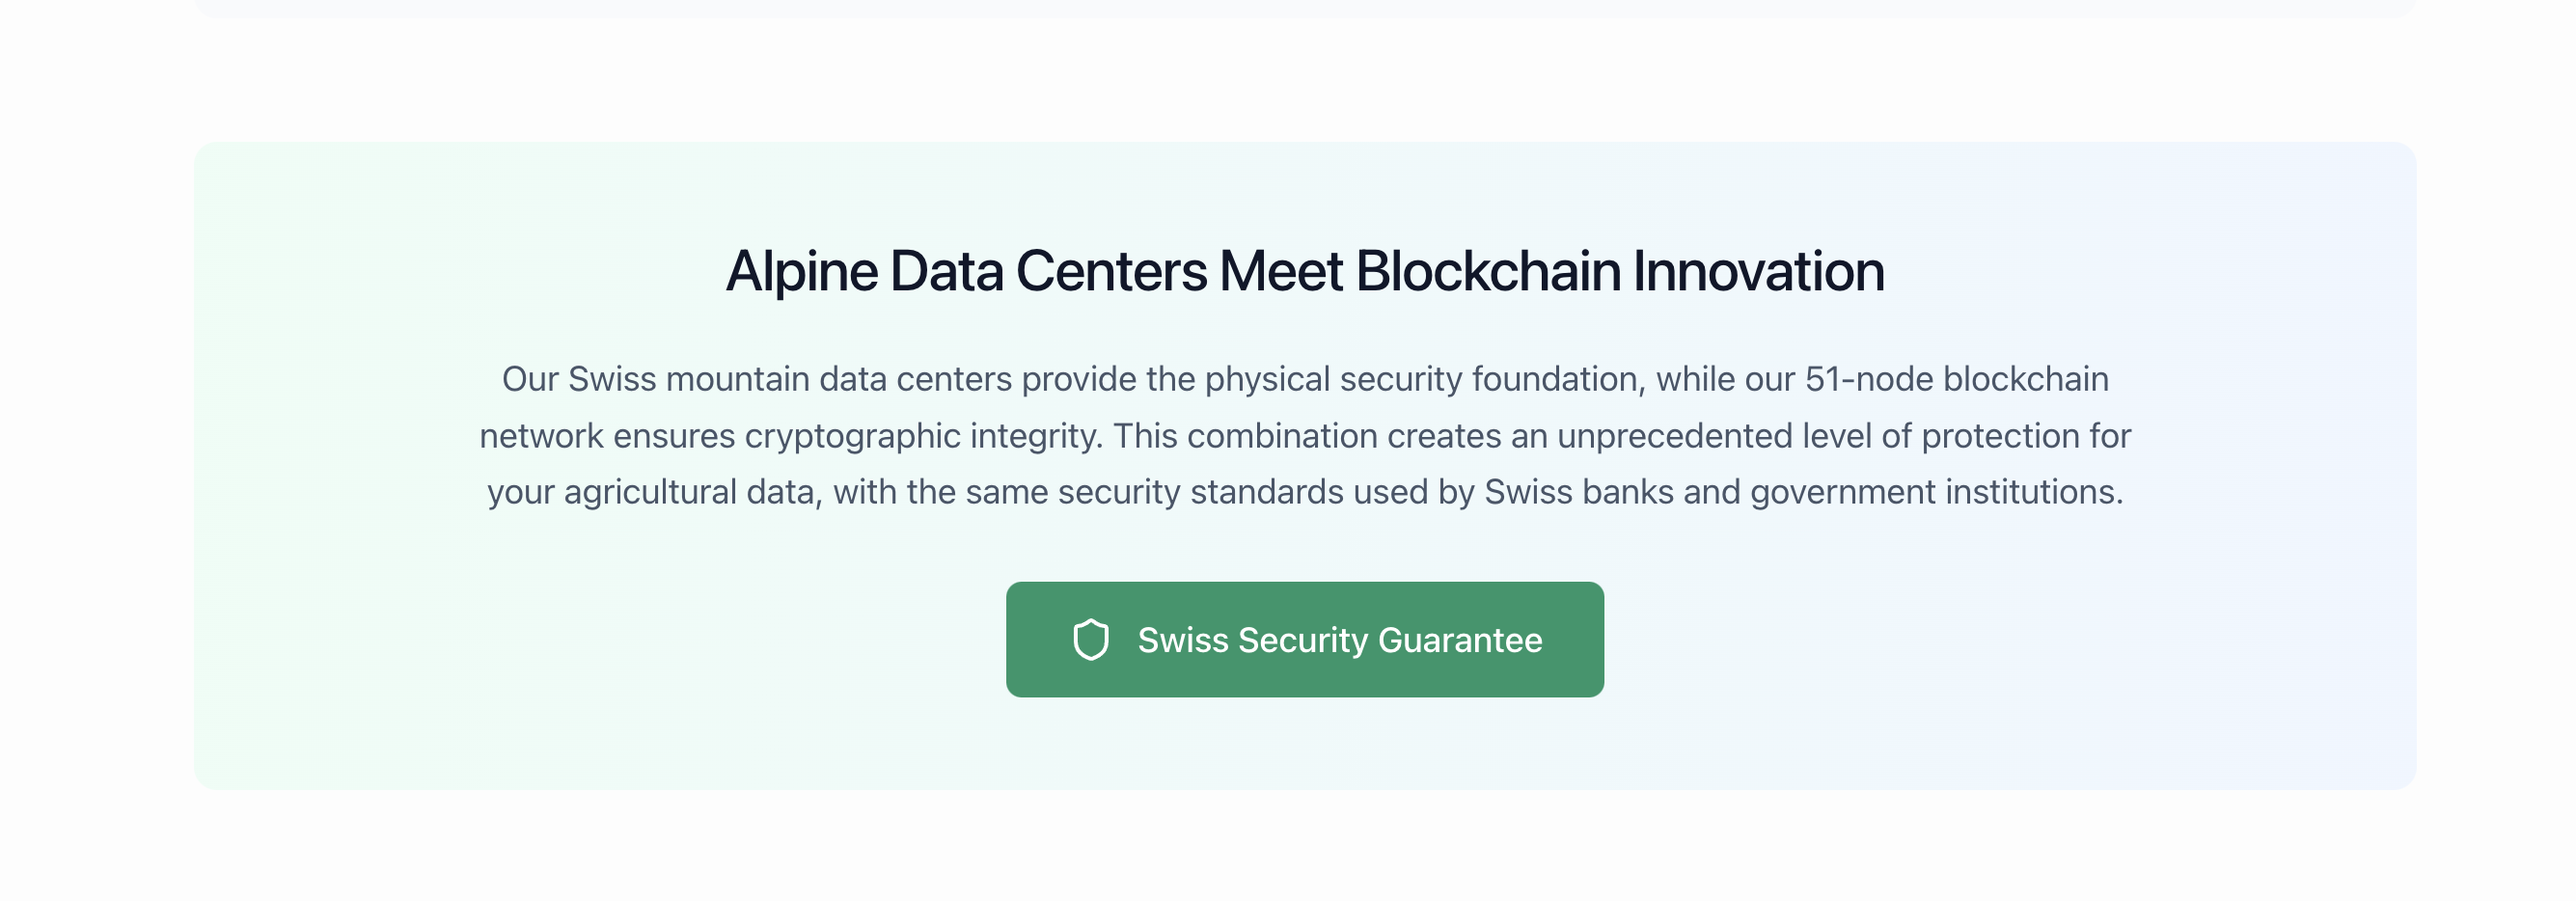 Alpine Data Centers Meet Blockchain Innovation
Our Swiss mountain data centers provide the physical security foundation, while our 51-node blockchain
network ensures cryptographic integrity. This combination creates an unprecedented level of protection for
your agricultural data, with the same security standards used by Swiss banks and government institutions.
Swiss Security Guarantee